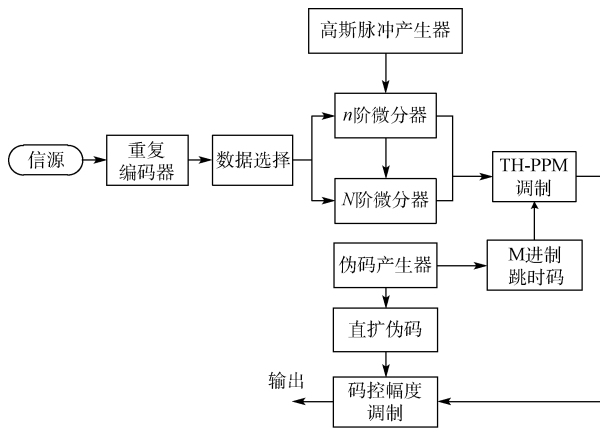 高斯脉冲产生器
n阶微分器
信源
重复
编码器
数据选择
N阶微分器
TH-PPM
调制
伪码产生器
M进制
跳时码
直扩伪码
输出
码控幅度
调制